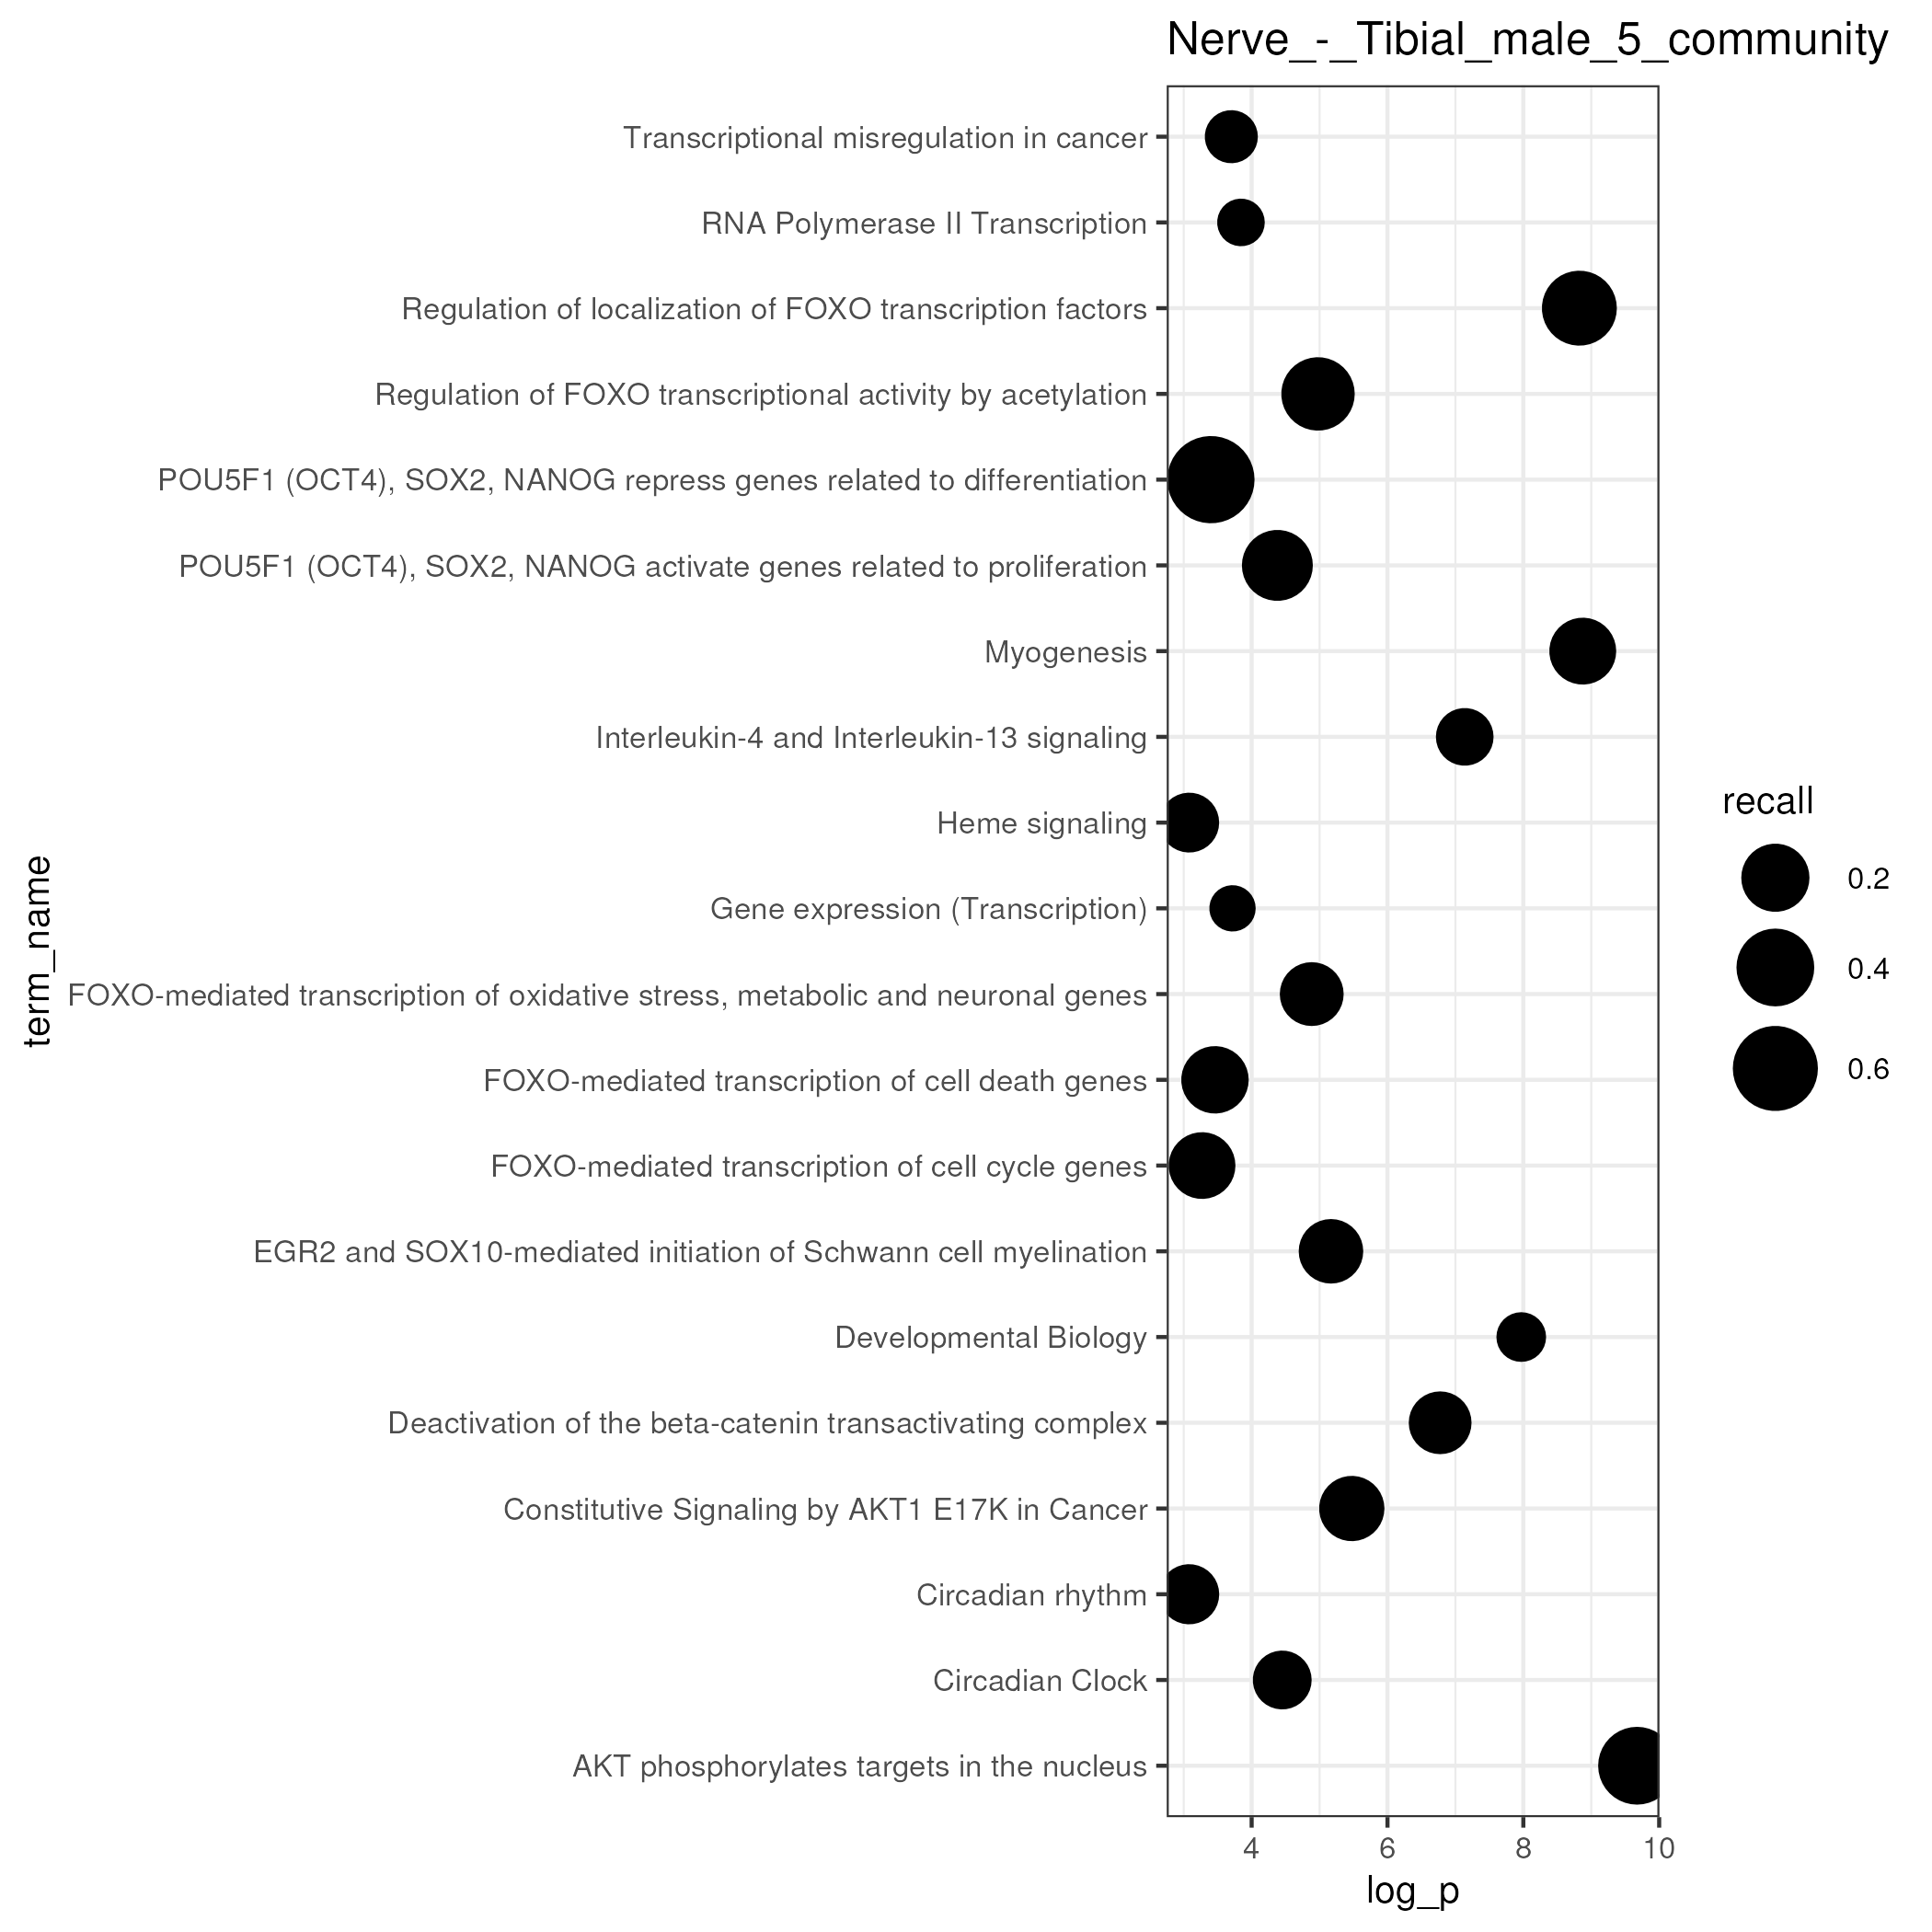 Nerve_-_Tibial_male_5_community
Transcriptional misregulation in cancer
RNA Polymerase II Transcription
Regulation of localization of FOXO transcription factors
Regulation of FOXO transcriptional activity by acetylation
POU5F1 (OCT4), SOX2, NANOG repress genes related to differentiation
POU5F1 (OCT4), SOX2, NANOG activate genes related to proliferation
Myogenesis
Interleukin-4 and Interleukin-13 signaling
Heme signaling
Gene expression (Transcription)
FOXO-mediated transcription of oxidative stress, metabolic and neuronal genes
FOXO-mediated transcription of cell death genes
FOXO-mediated transcription of cell cycle genes
EGR2 and SOX10-mediated initiation of Schwann cell myelination
Developmental Biology
Deactivation of the beta-catenin transactivating complex
Constitutive Signaling by AKT1 E17K in Cancer
Circadian rhythm
Circadian Clock
AKT phosphorylates targets in the nucleus
term_name
4 6 8 10
log_p
recall
0.2
0.4
0.6